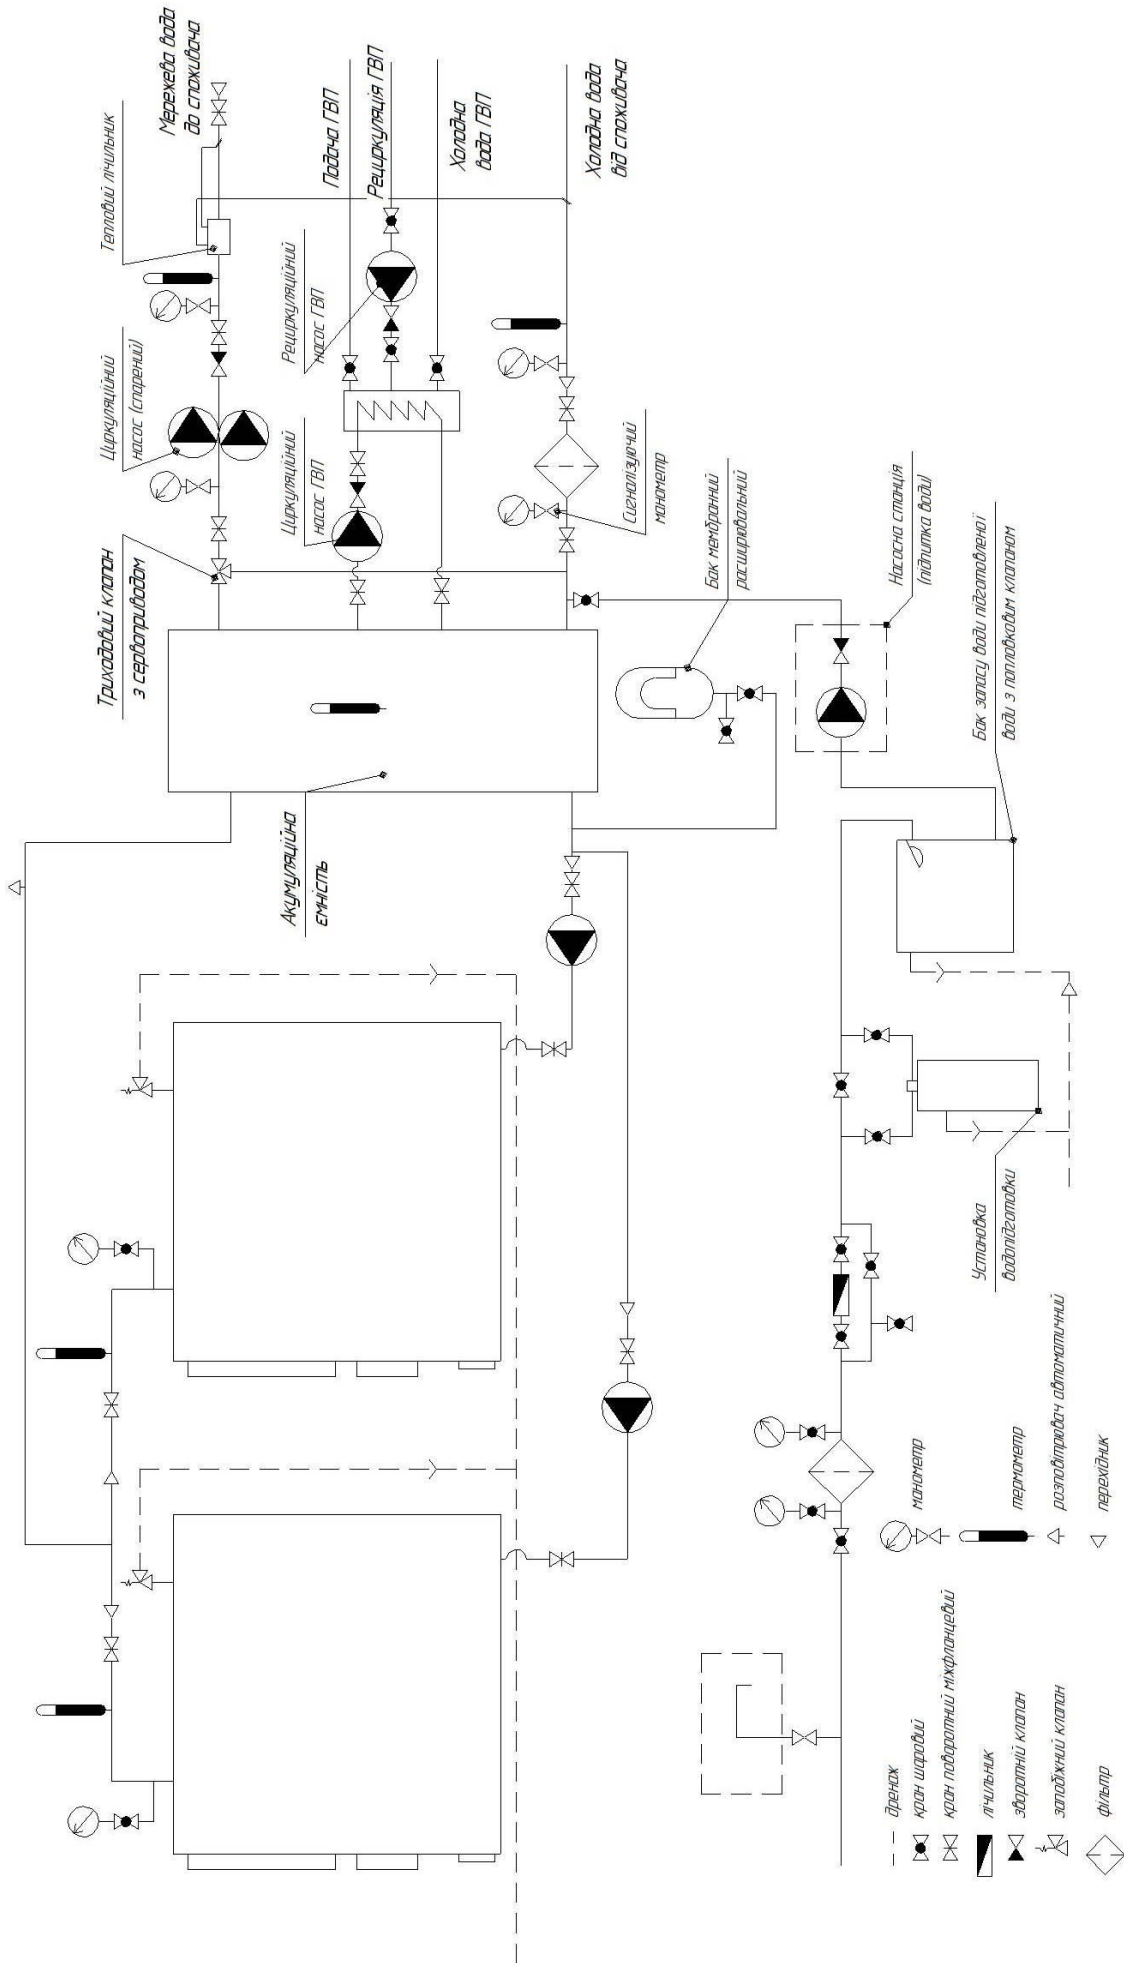 Триходовий клапан
з сервоприводом
Циркуляційний
насос (спарений)
Тепловий лічильник
Мережева вода
до споживача
Акумуляційна
ємність
Циркуляційний
насос ГВП
Рециркуляційний
насос ГВП
Подача ГВП
Рециркуляція ГВП
Холодна
вода ГВП
Холодна вода
від споживача
Сигналізуючий
манометр
Бак мембранний
расширювальний
Насосна станція
(підпитка води)
Бак запасу води підготовленої
води з поплавковим клапаном
Установка
водопідготовки
дренаж
кран шаровий
кран поворотний міжфланцевий
лічильник
зворотній клапан
запобіжний клапан
фільтр
манометр
термометр
розповітрювач автоматичний
перехідник